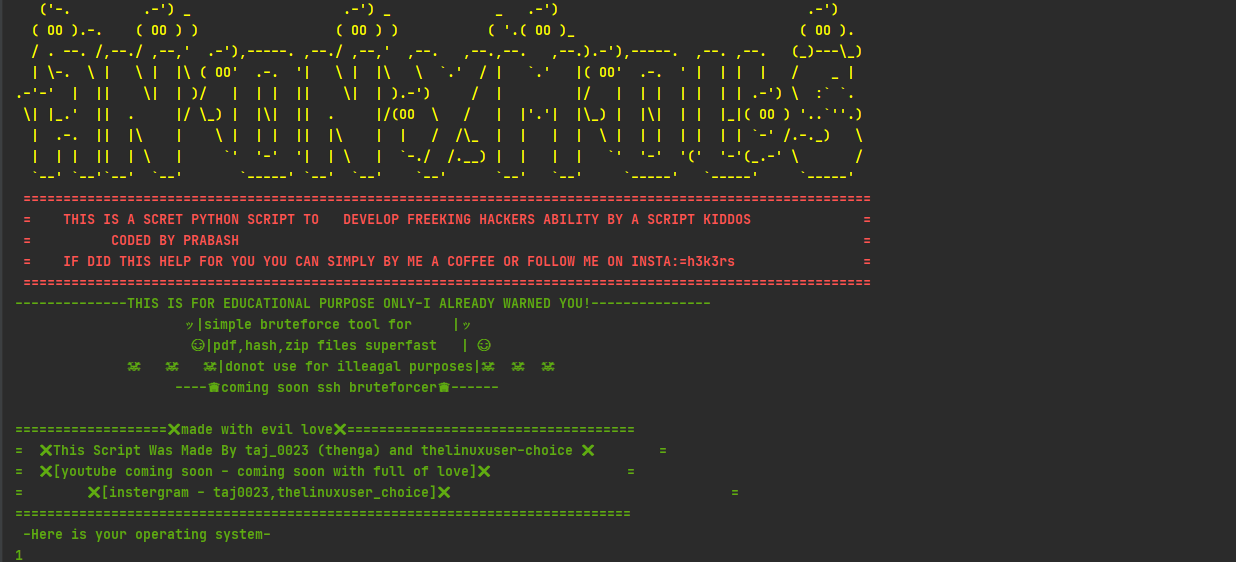 THIS IS A SCRET PYTHON SCRIPT TO DEVELOP FREEKING HACKERS ABILITY BY A SCRIPT KIDDOS
CODED BY PRABASH
IF DID THIS HELP FOR YOU YOU CAN SIMPLY BY ME A COFFEE OR FOLLOW ME ON INSTA:=h3k3rs
--------------THIS IS FOR EDUCATIONAL PURPOSE ONLY-I ALREADY WARNED YOU!---------------
ッ|simple bruteforce tool for |ッ
|pdf,hash,zip files superfast |
|donot use for illeagal purposes|
----☎coming soon ssh bruteforcer☎------
===================❌made with evil love❌====================================
= ❌This Script Was Made By taj_0023 (thenga) and thelinuxuser-choice ❌ =
= ❌[youtube coming soon - coming soon with full of love]❌ =
= ❌[instergram - taj0023,thelinuxuser_choice]❌ =
-Here is your operating system-
1